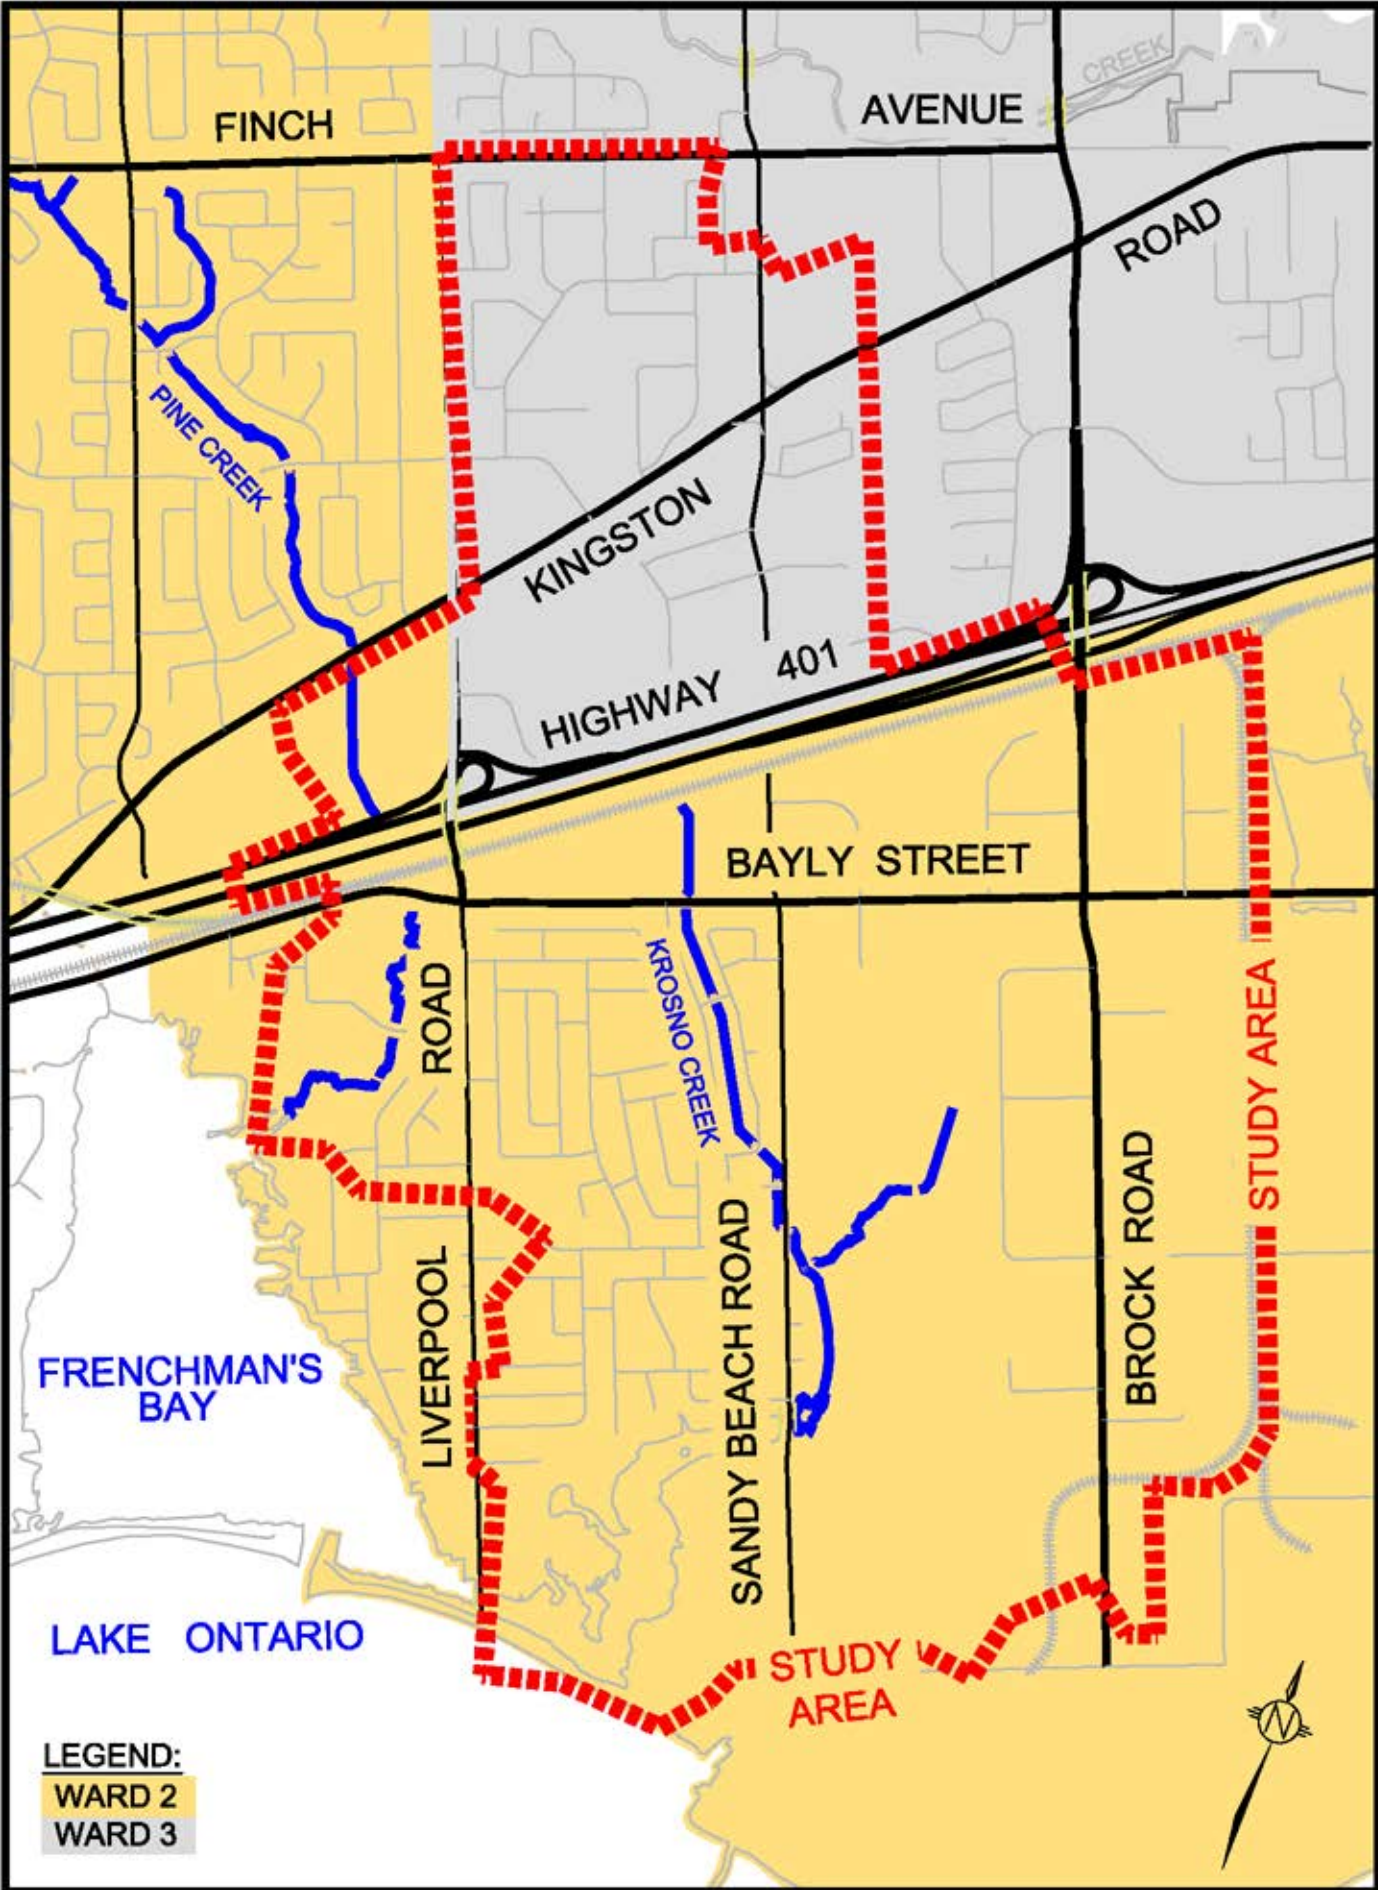 CREEK
FINCH
AVENUE
ROAD
PINE CREEK
KINGSTON
HIGHWAY 401
BAYLY STREET
KROSNO CREEK
ROAD
STUDY AREA
LIVERPOOL
SANDY BEACH ROAD
BROCK ROAD
FRENCHMAN'S
BAY
LAKE ONTARIO
STUDY
AREA
LEGEND:
WARD 2
WARD 3
N